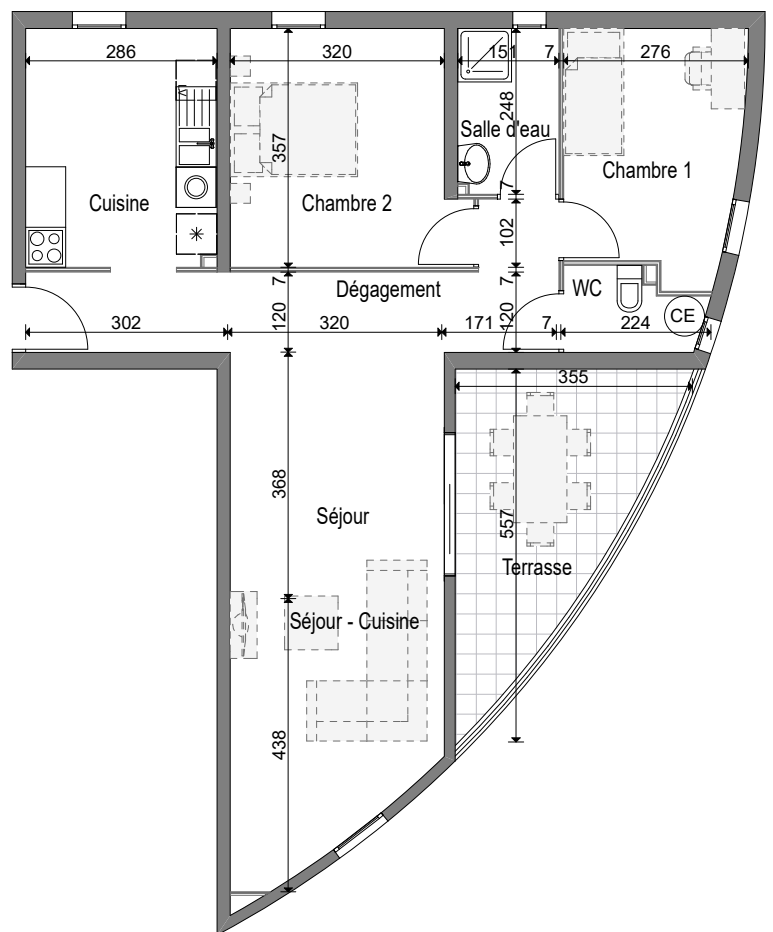 286
320
151
7
276
248
357
Salle d'eau
Chambre 1
Cuisine
Chambre 2
7
102
7
Dégagement
7
WC
120
120
CE
302
320
171
7
224
355
368
Séjour
557
Terrasse
Séjour - Cuisine
438